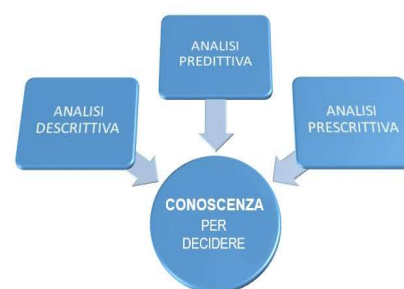 ANALISI
DESCRITTIVA
ANALISI
PREDITTIVA
ANALISI
PRESCRITTIVA
CONOSCENZA
PER
DECIDERE